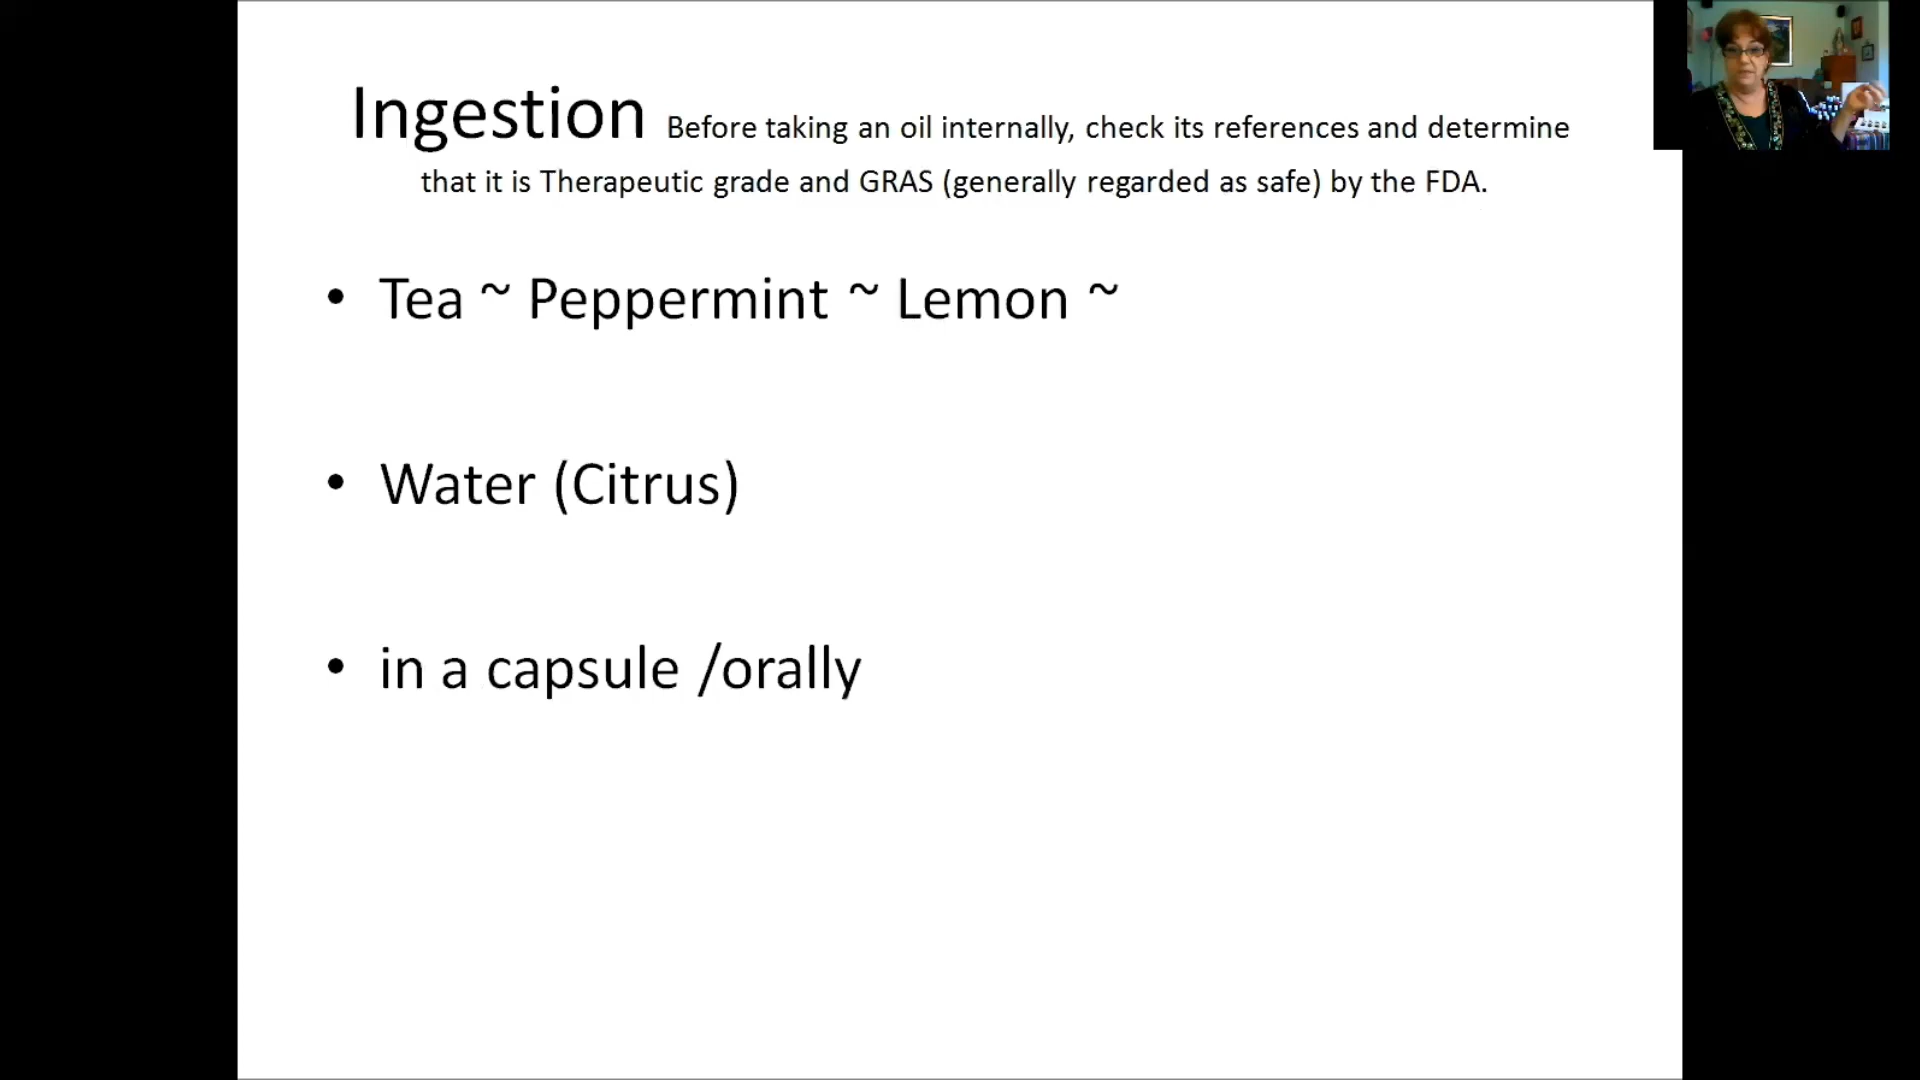 Ingestion Before taking an oil internally, check its references and determine
that it is Therapeutic grade and GRAS (generally regarded as safe) by the FDA.
• Tea ~ Peppermint ~ Lemon ~
• Water (Citrus)
• in a capsule /orally